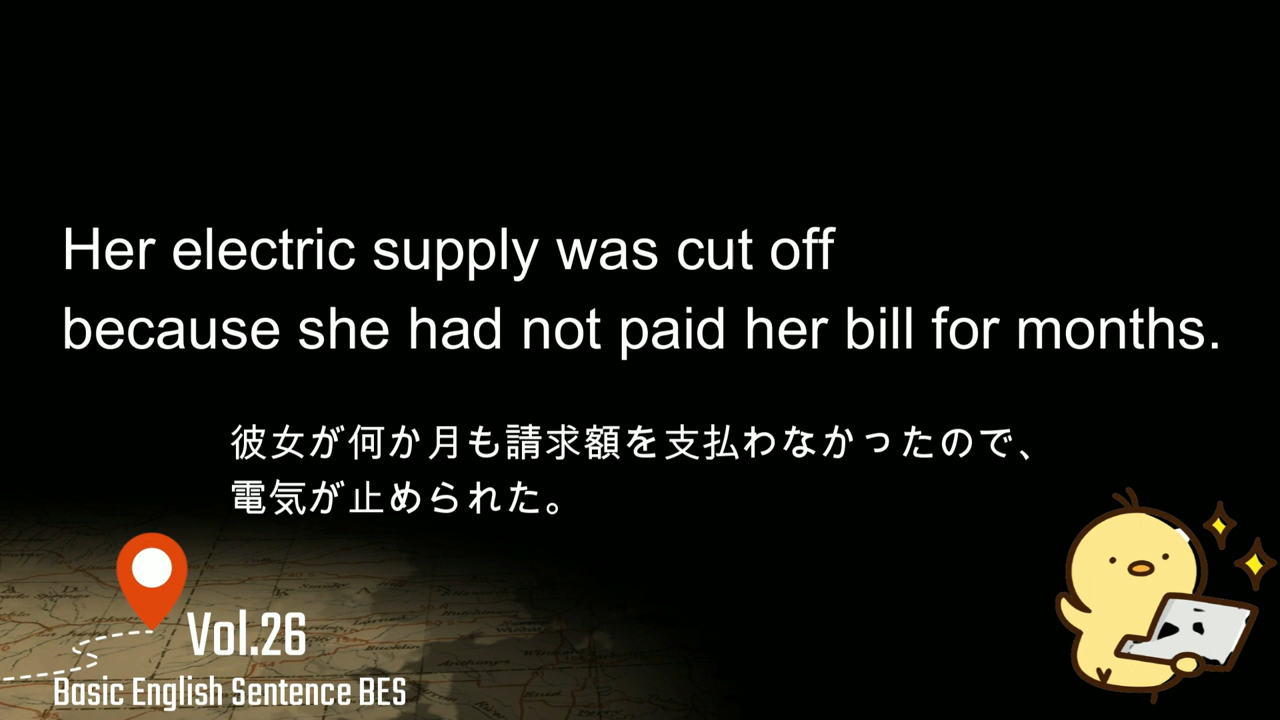 Her electric supply was cut off
because she had not paid her bill for months.
彼女が何か月も請求額を支払わなかったので、
電気が止められた。
Vol.26
Basic English Sentence BES